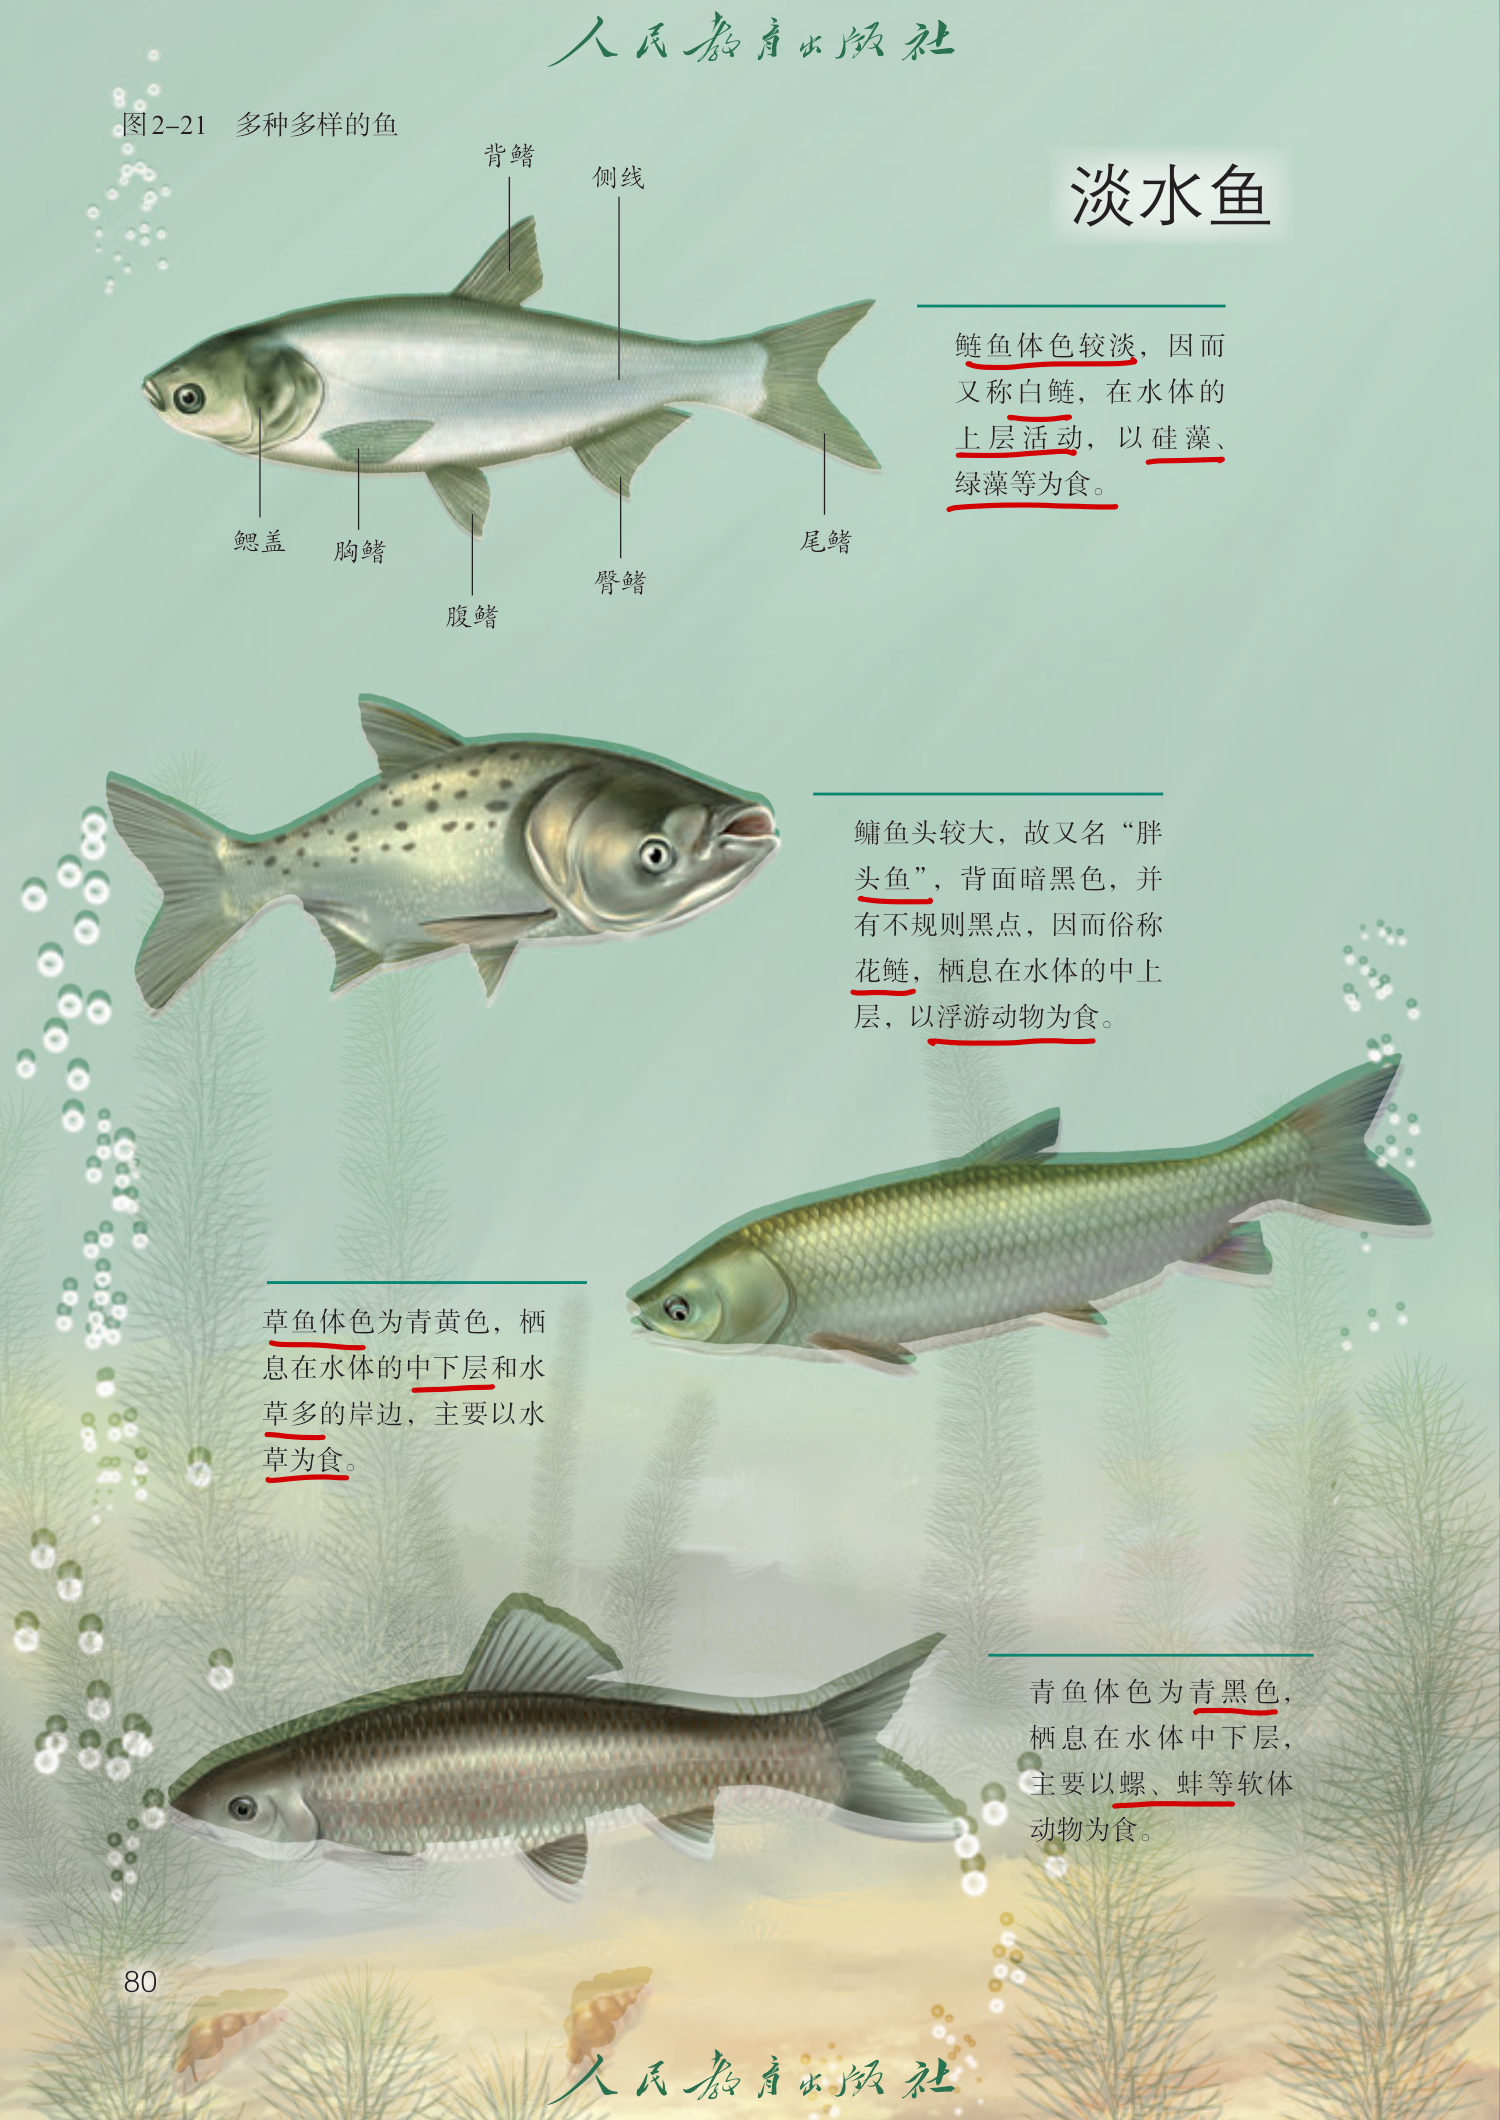 人民教育出版社
图2-21 多种多样的鱼
背鳍
侧线
淡水鱼
鲢鱼体色较淡，因而
又称白鲢，在水体的
上层活动，以硅藻、
绿藻等为食。
鳃盖
胸鳍
腹鳍
臀鳍
尾鳍
鳙鱼头较大，故又名“胖
头鱼”，背面暗黑色，并
有不规则黑点，因而俗称
花鲢，栖息在水体的中上
层，以浮游动物为食。
草鱼体色为青黄色，栖
息在水体的中下层和水
草多的岸边，主要以水
草为食。
青鱼体色为青黑色，
栖息在水体中下层，
主要以螺、蚌等软体
动物为食。
80
人民教育出版社